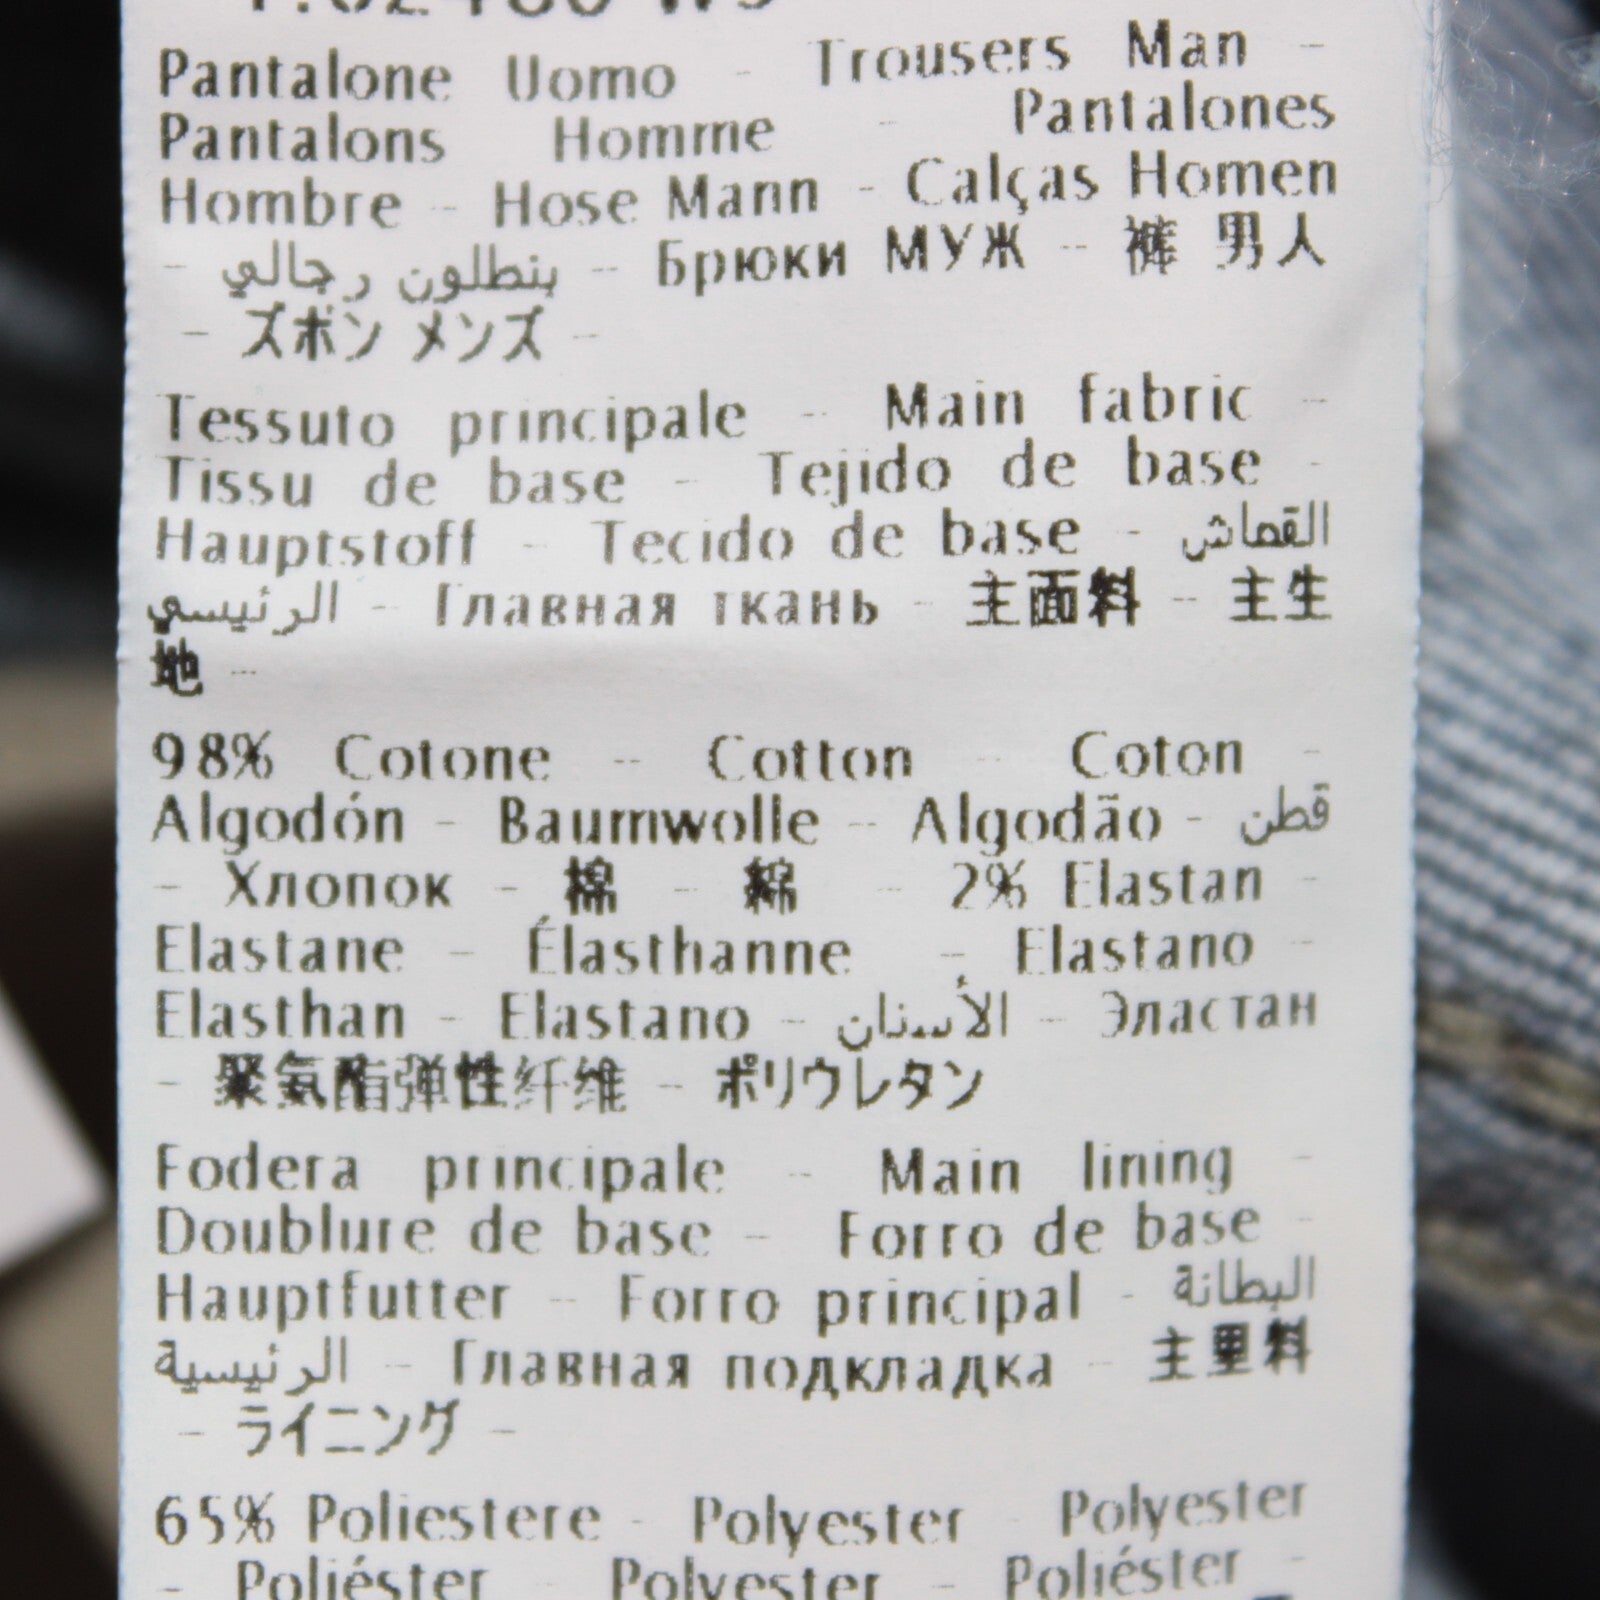 Pantalone Uomo - Trousers Man -
Pantalons Homme - Pantalones
Hombre - Hose Mann - Calças Homen
- بنطلون رجالي - Брюки МУЖ - 裤 男人
- ズボン メンズ -
Tessuto principale - Main fabric -
Tissu de base - Tejido de base -
Hauptstoff - Tecido de base - القماش
الرئيسي - Главная ткань - 主面料 - 主生
地 -
98% Cotone - Cotton - Coton -
Algodón - Baumwolle - Algodão - قطن
- Хлопок - 棉 - 綿 - 2% Elastan -
Elastane - Élasthanne - Elastano -
Elasthan - Elastano - الأستان - Эластан
- 聚氨酯弹性纤维 - ポリウレタン
Fodera principale - Main lining -
Doublure de base - Forro de base -
Hauptfutter - Forro principal - البطانة
الرئيسية - Главная подкладка - 主里料
- ライニング -
65% Poliestere - Polyester - Polyester
- Poliéster - Polyester - Poliéster -